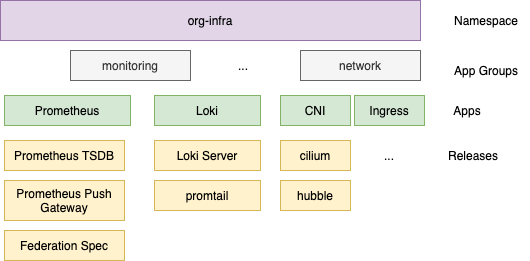 org-infra
Namespace
monitoring
...
network
App Groups
Prometheus
Loki
CNI
Ingress
Apps
Prometheus TSDB
Loki Server
cilium
...
Releases
Prometheus Push
Gateway
promtail
hubble
Federation Spec